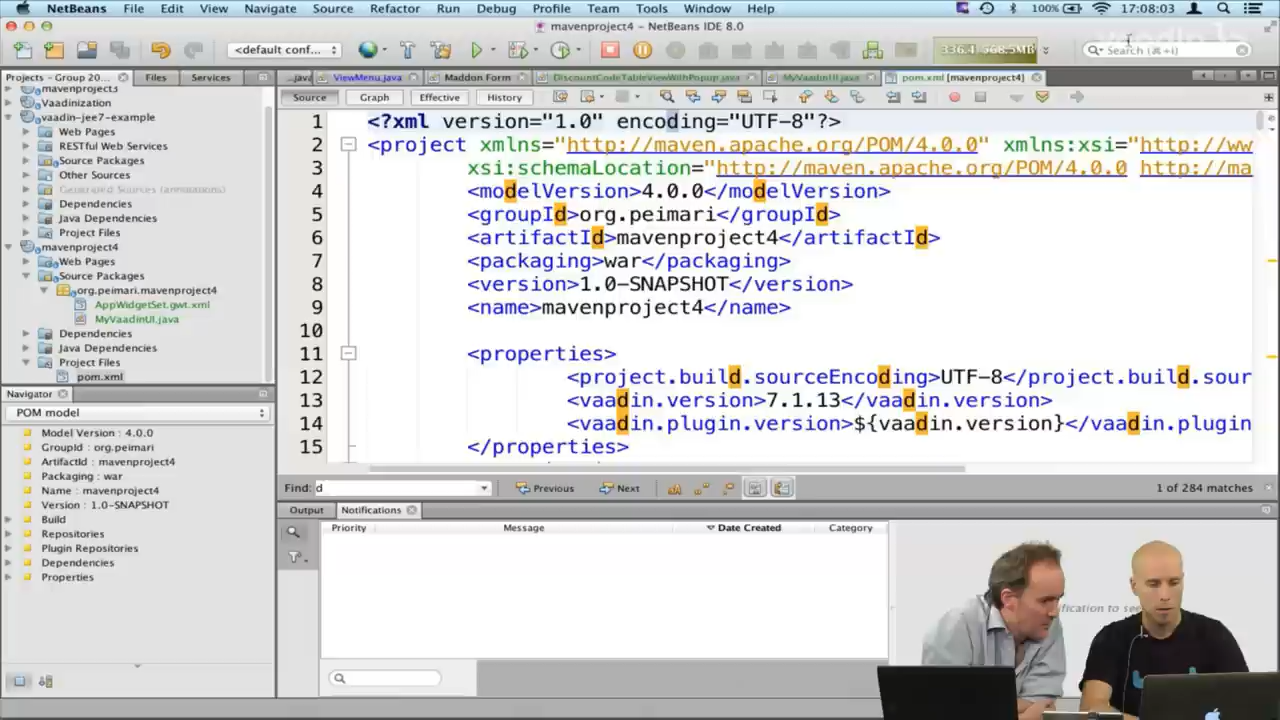 NetBeans File Edit View Navigate Source Refactor Run Debug Profile Team Tools Window Help 100% 17:08:03
mavenproject4 – NetBeans IDE 8.0
<default conf... 336.4 / 568.5MB Search (⌘+I)
Projects – Group 20... Files Services ...java ViewMenu.java Maddon Form DiscountCodeTableViewWithPopup.java MyVaadinUI.java pom.xml [mavenproject4]
Source Graph Effective History
mavenproject3
Vaadinization
vaadin-jee7-example
Web Pages
RESTful Web Services
Source Packages
Other Sources
Generated Sources (annotations)
Dependencies
Java Dependencies
Project Files
mavenproject4
Web Pages
Source Packages
org.peimari.mavenproject4
AppWidgetSet.gwt.xml
MyVaadinUI.java
Dependencies
Java Dependencies
Project Files
pom.xml
1 <?xml version="1.0" encoding="UTF-8"?>
2 <project xmlns="http://maven.apache.org/POM/4.0.0" xmlns:xsi="http://ww
3 xsi:schemaLocation="http://maven.apache.org/POM/4.0.0 http://ma
4 <modelVersion>4.0.0</modelVersion>
5 <groupId>org.peimari</groupId>
6 <artifactId>mavenproject4</artifactId>
7 <packaging>war</packaging>
8 <version>1.0-SNAPSHOT</version>
9 <name>mavenproject4</name>
10
11 <properties>
12 <project.build.sourceEncoding>UTF-8</project.build.sour
13 <vaadin.version>7.1.13</vaadin.version>
14 <vaadin.plugin.version>${vaadin.version}</vaadin.plugin
15 </properties>
Navigator
POM model
Model Version : 4.0.0
GroupId : org.peimari
ArtifactId : mavenproject4
Packaging : war
Name : mavenproject4
Version : 1.0-SNAPSHOT
Build
Repositories
Plugin Repositories
Dependencies
Properties
Find: d Previous Next 1 of 284 matches
Output Notifications
Priority Message Date Created Category
ification to se